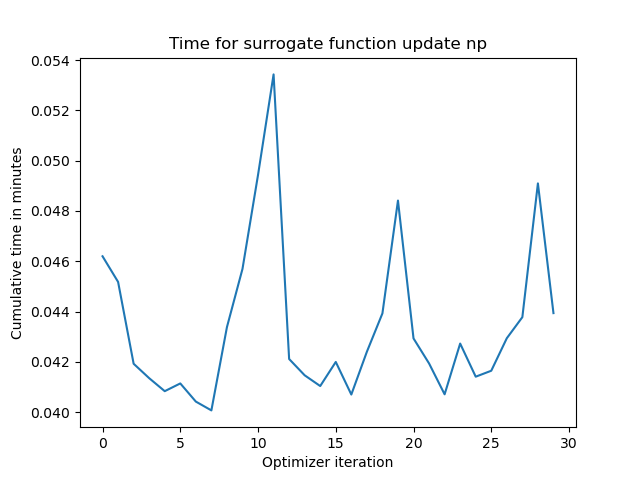 Time for surrogate function update np
Cumulative time in minutes
0.054
0.052
0.050
0.048
0.046
0.044
0.042
0.040
0 5 10 15 20 25 30
Optimizer iteration